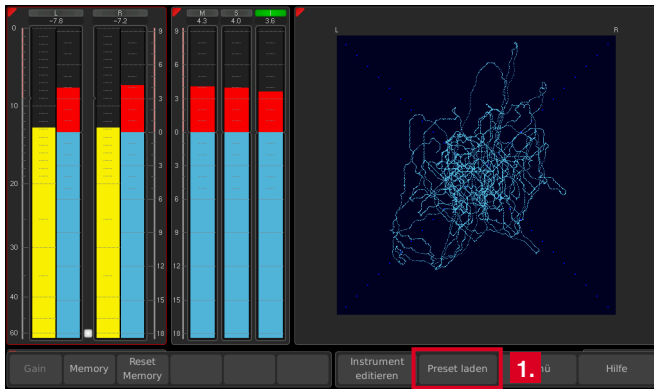 L R
-7.8 -7.2
M S I
4.3 4.0 3.6
L R
0 9 9
6 6
10 3 3
0 0
20 3 3
6 6
30 9 9
12 12
40 15 15
60 18 18
Gain
Memory
Reset
Memory
Instrument
editieren
Preset laden
1.
nü
Hilfe